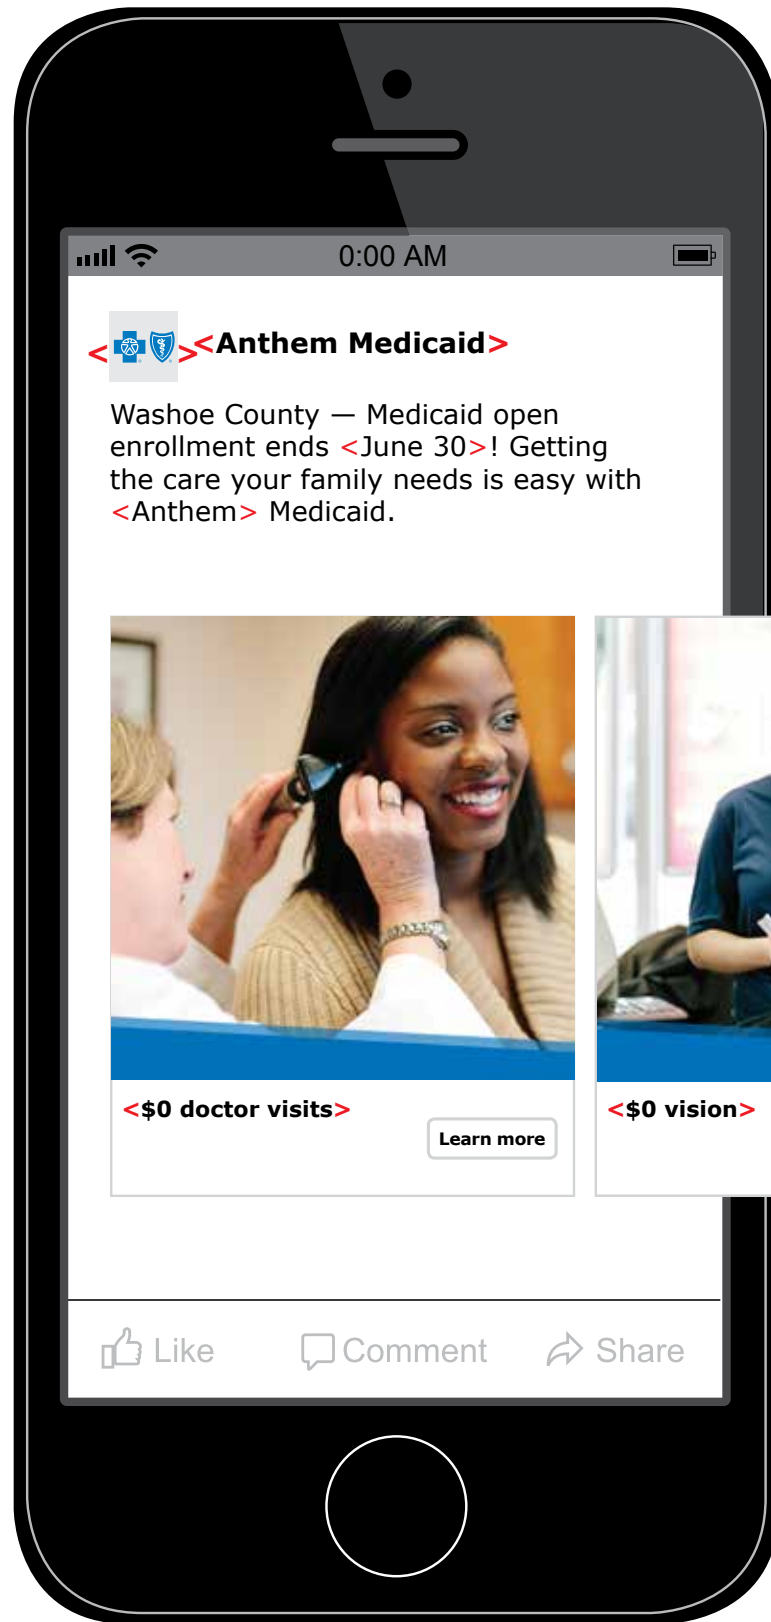 0:00 AM
< ><Anthem Medicaid>
Washoe County — Medicaid open
enrollment ends <June 30>! Getting
the care your family needs is easy with
<Anthem> Medicaid.
<$0 doctor visits>
Learn more
<$0 vision>
Like Comment Share